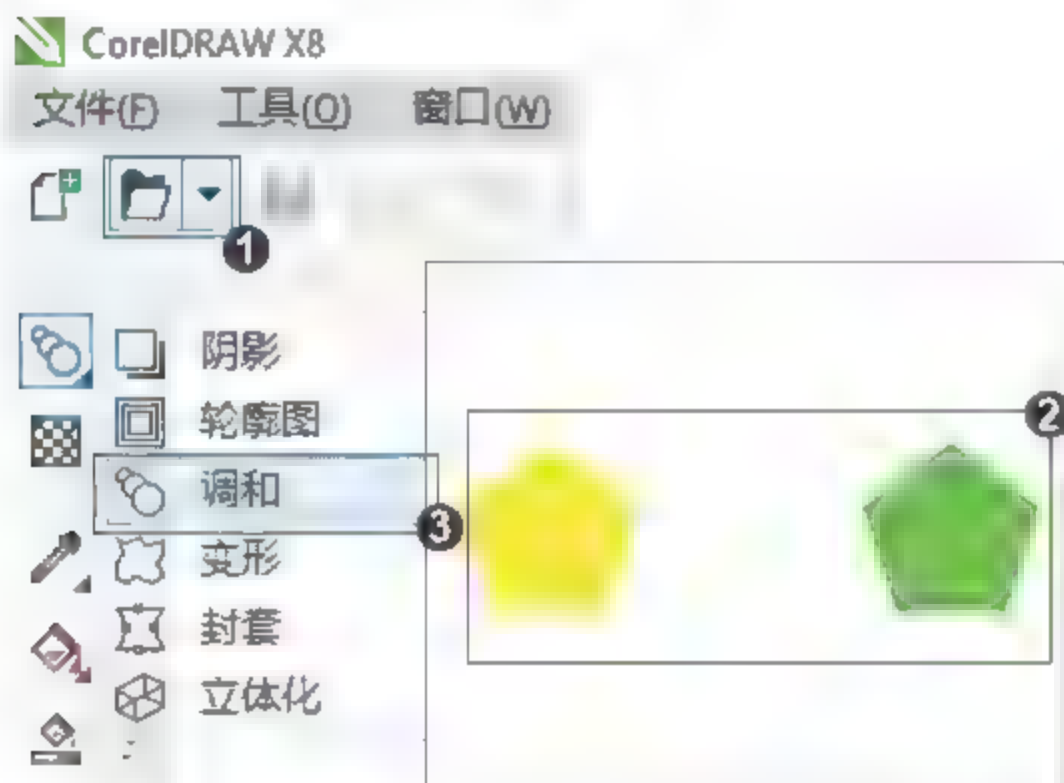 CorelDRAW X8
文件(F) 工具(O) 窗口(W)
1
阴影
轮廓图
2
调和
3
变形
封套
立体化